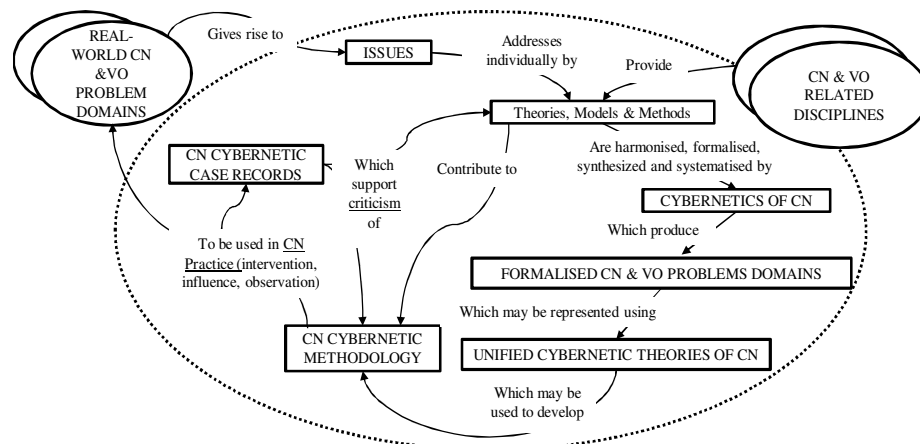 REAL-
WORLD CN
&VO
PROBLEM
DOMAINS
Gives rise to
ISSUES
Addresses
individually by
Provide
CN & VO
RELATED
DISCIPLINES
Theories, Models & Methods
Are harmonised, formalised,
synthesized and systematised by
CN CYBERNETIC
CASE RECORDS
Which
support
criticism
of
Contribute to
CYBERNETICS OF CN
Which produce
To be used in CN
Practice (intervention,
influence, observation)
FORMALISED CN & VO PROBLEMS DOMAINS
Which may be represented using
CN CYBERNETIC
METHODOLOGY
UNIFIED CYBERNETIC THEORIES OF CN
Which may be
used to develop